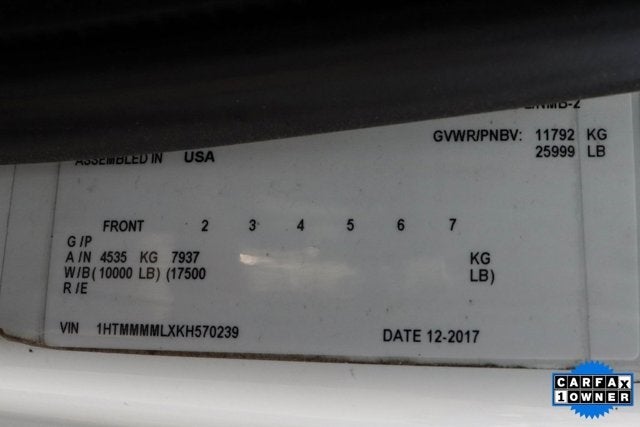 GVWR/PNBV: 11792 KG
25999 LB
ASSEMBLED IN USA
FRONT 2 3 4 5 6 7
G /P
A /N 4535 KG 7937 KG
W/B (10000 LB) (17500 LB)
R /E
VIN 1HTMMMMLXKH570239 DATE 12-2017
CARFAX
1 OWNER